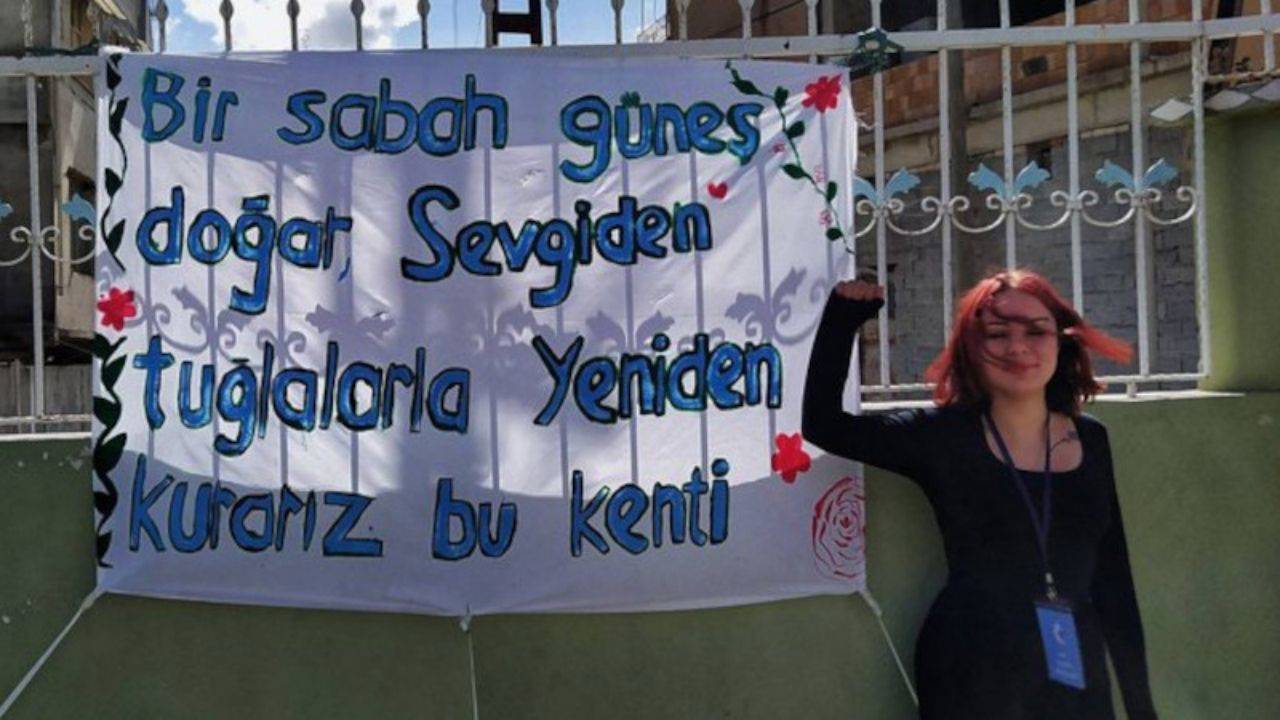 Bir sabah güneş
doğar, Sevgiden
tuğlalarla Yeniden
kurarız bu kenti